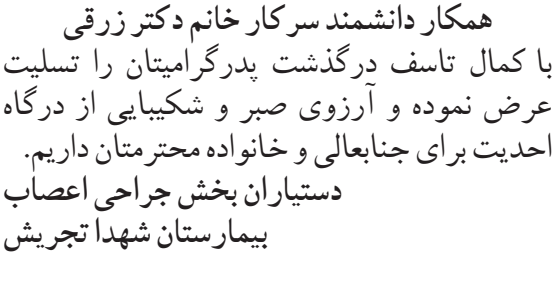 همکار دانشمند سرکار خانم دکتر زرقی
با کمال تاسف درگذشت پدرگرامیتان را تسلیت
عرض نموده و آرزوی صبر و شکیبایی از درگاه
احدیت برای جنابعالی و خانواده محترمتان داریم.
دستیاران بخش جراحی اعصاب
بیمارستان شهدا تجریش